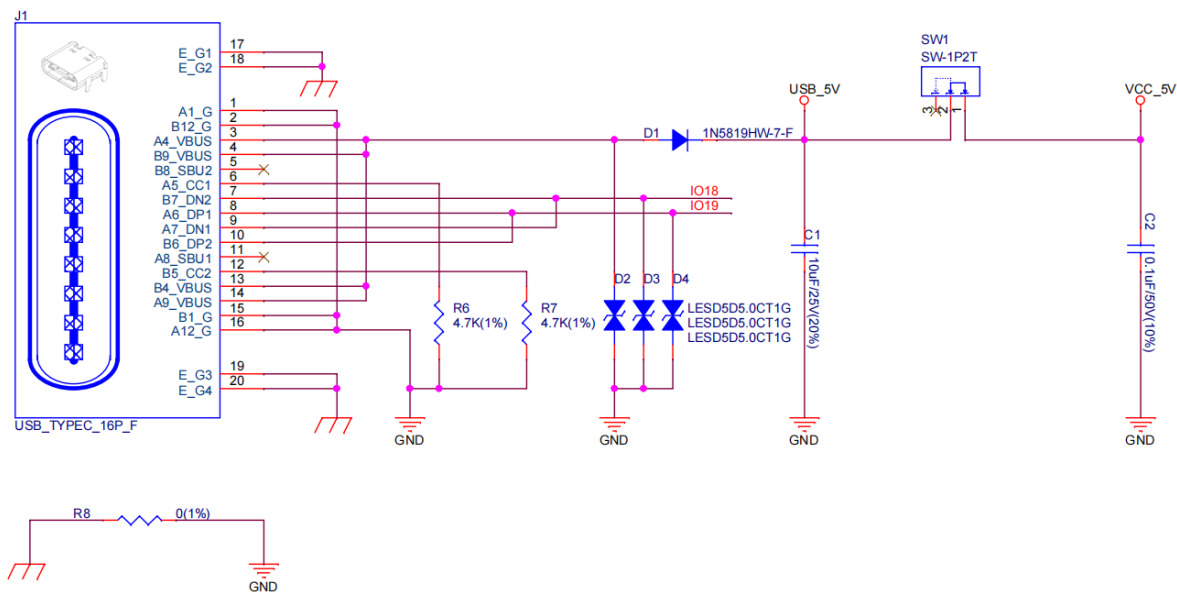 J1
E_G1 17
E_G2 18
A1_G 1
B12_G 2
A4_VBUS 3
B9_VBUS 4
B8_SBU2 5
A5_CC1 6
B7_DN2 7
A6_DP1 8
A7_DN1 9
B6_DP2 10
A8_SBU1 11
B5_CC2 12
B4_VBUS 13
A9_VBUS 14
B1_G 15
A12_G 16
E_G3 19
E_G4 20
USB_TYPEC_16P_F
IO18
IO19
R6
4.7K(1%)
R7
4.7K(1%)
GND
D1 1N5819HW-7-F
D2 D3 D4
LESD5D5.0CT1G
LESD5D5.0CT1G
LESD5D5.0CT1G
GND
USB_5V
C1
10uF/25V(20%)
GND
SW1
SW-1P2T
3 2 1
VCC_5V
C2
0.1uF/50V(10%)
GND
R8 0(1%)
GND